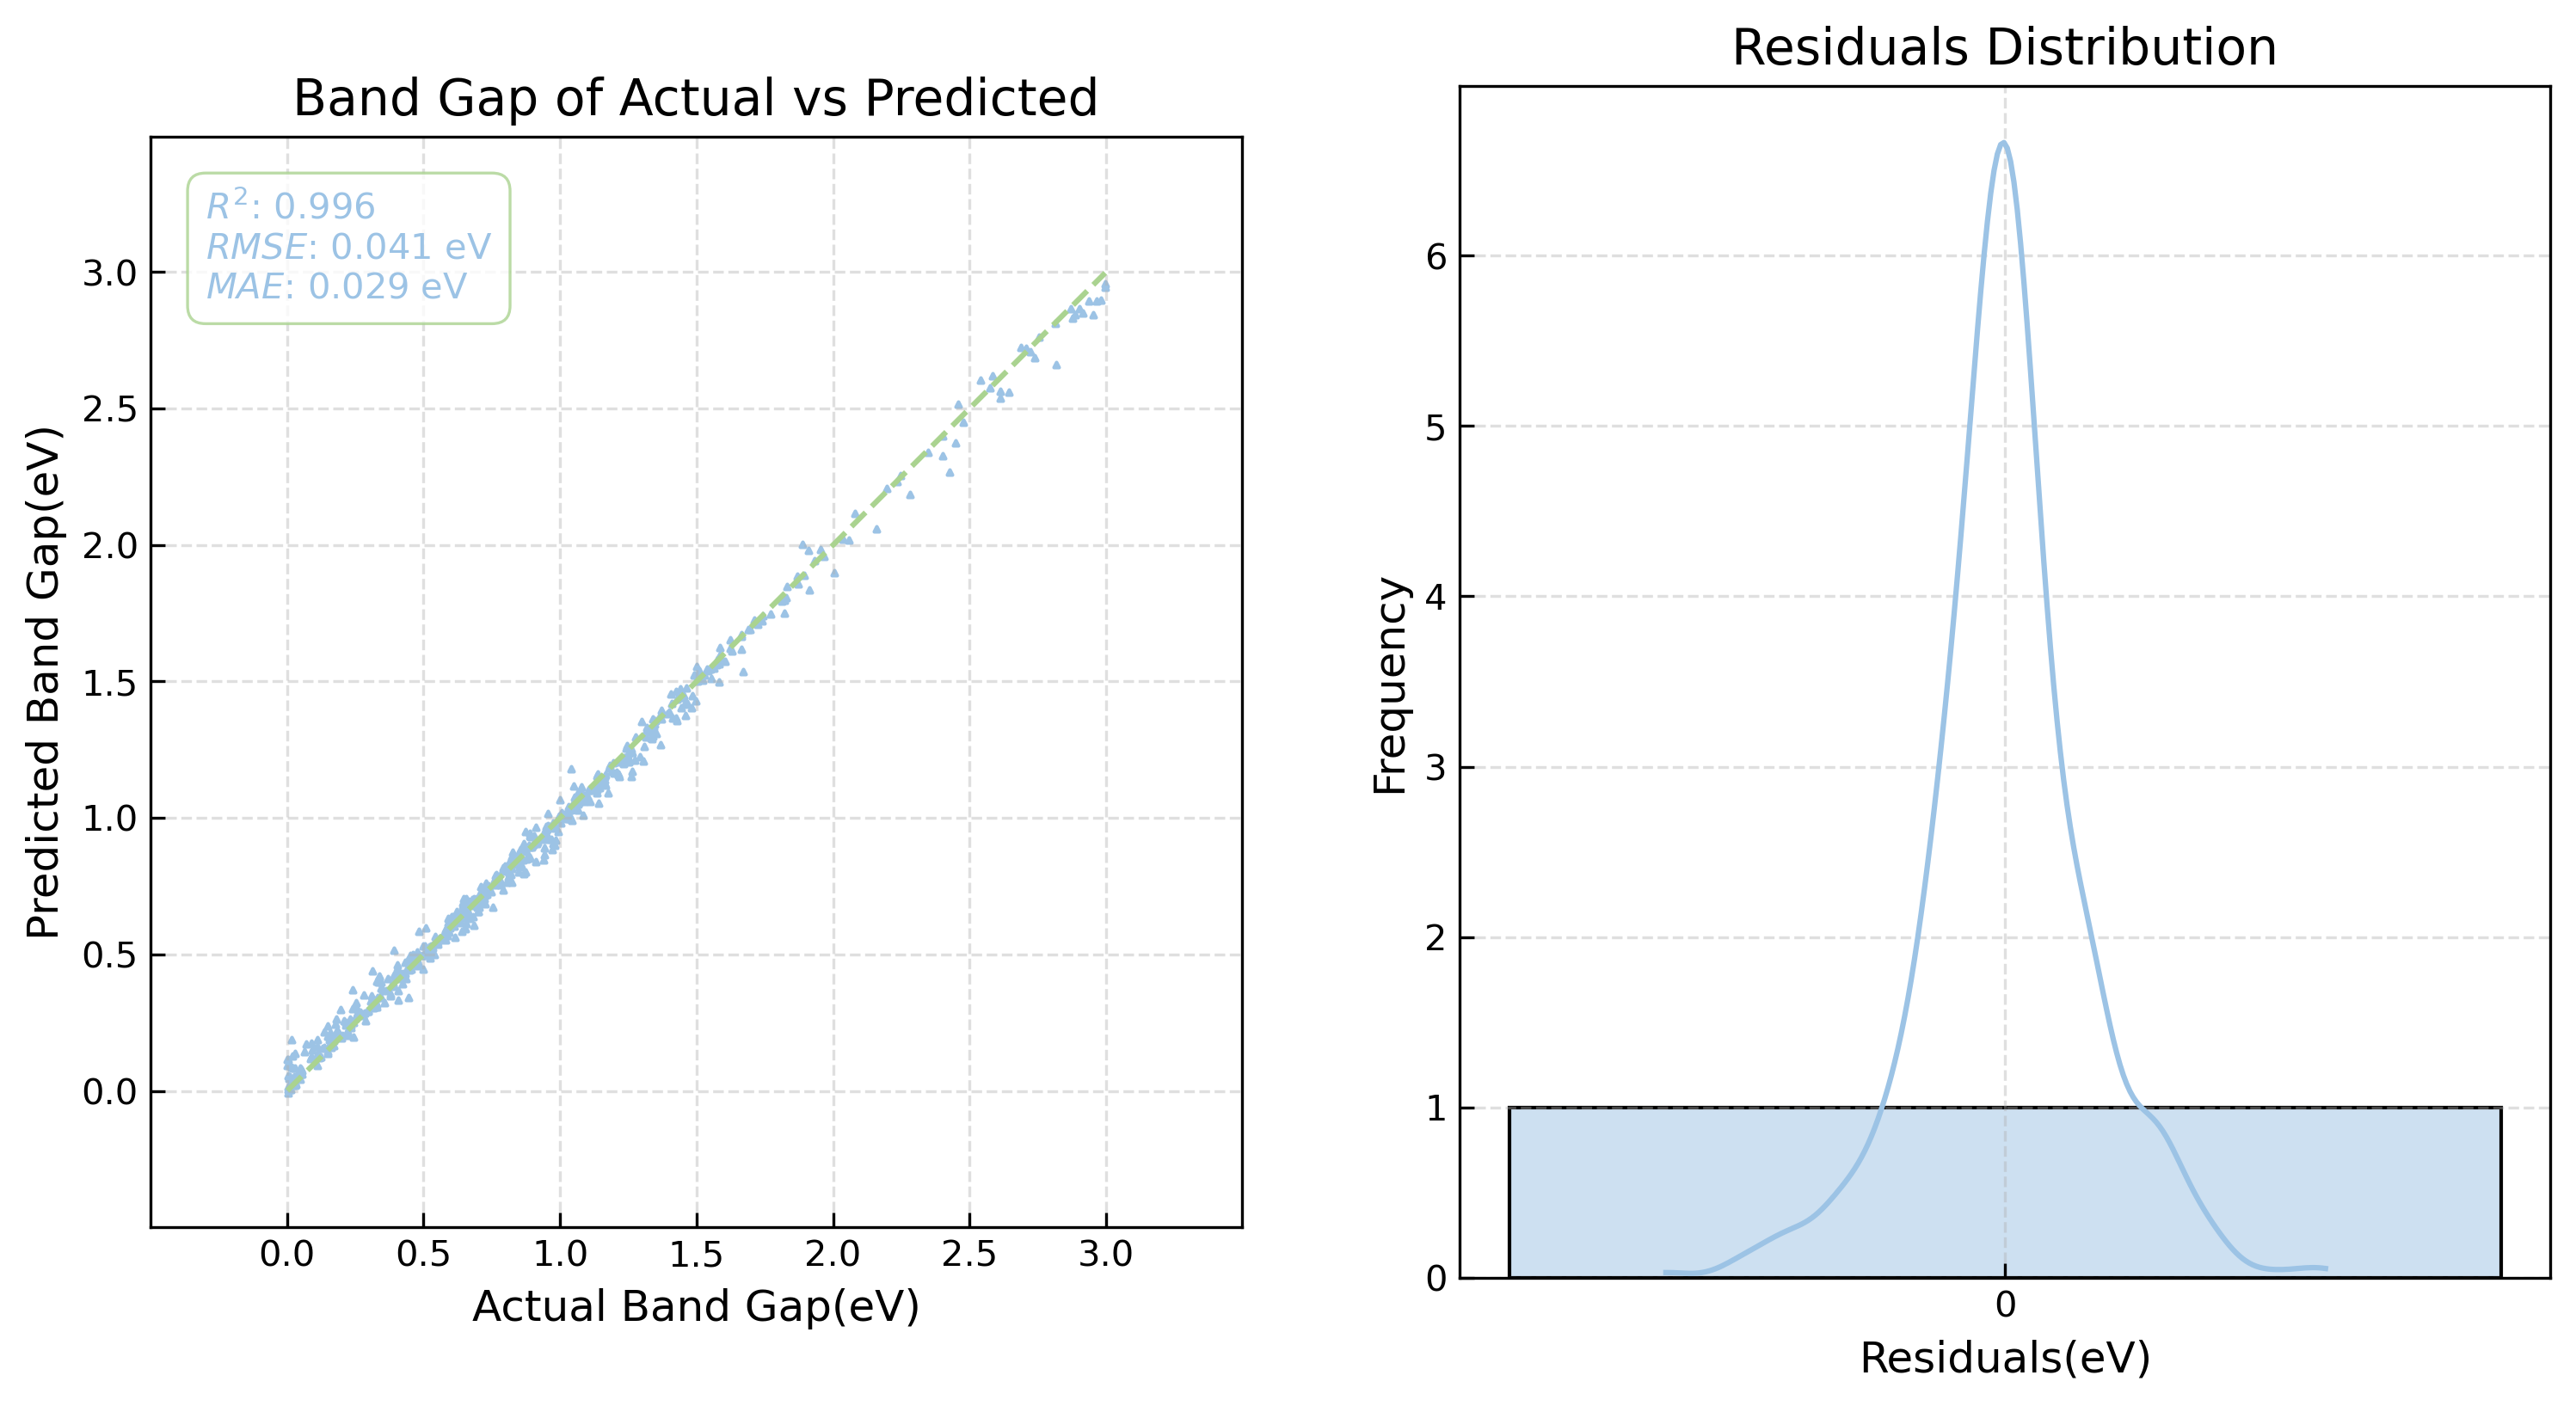 Band Gap of Actual vs Predicted
R²: 0.996
RMSE: 0.041 eV
MAE: 0.029 eV
Predicted Band Gap(eV)
3.0
2.5
2.0
1.5
1.0
0.5
0.0
0.0 0.5 1.0 1.5 2.0 2.5 3.0
Actual Band Gap(eV)
Residuals Distribution
Frequency
6
5
4
3
2
1
0
0
Residuals(eV)